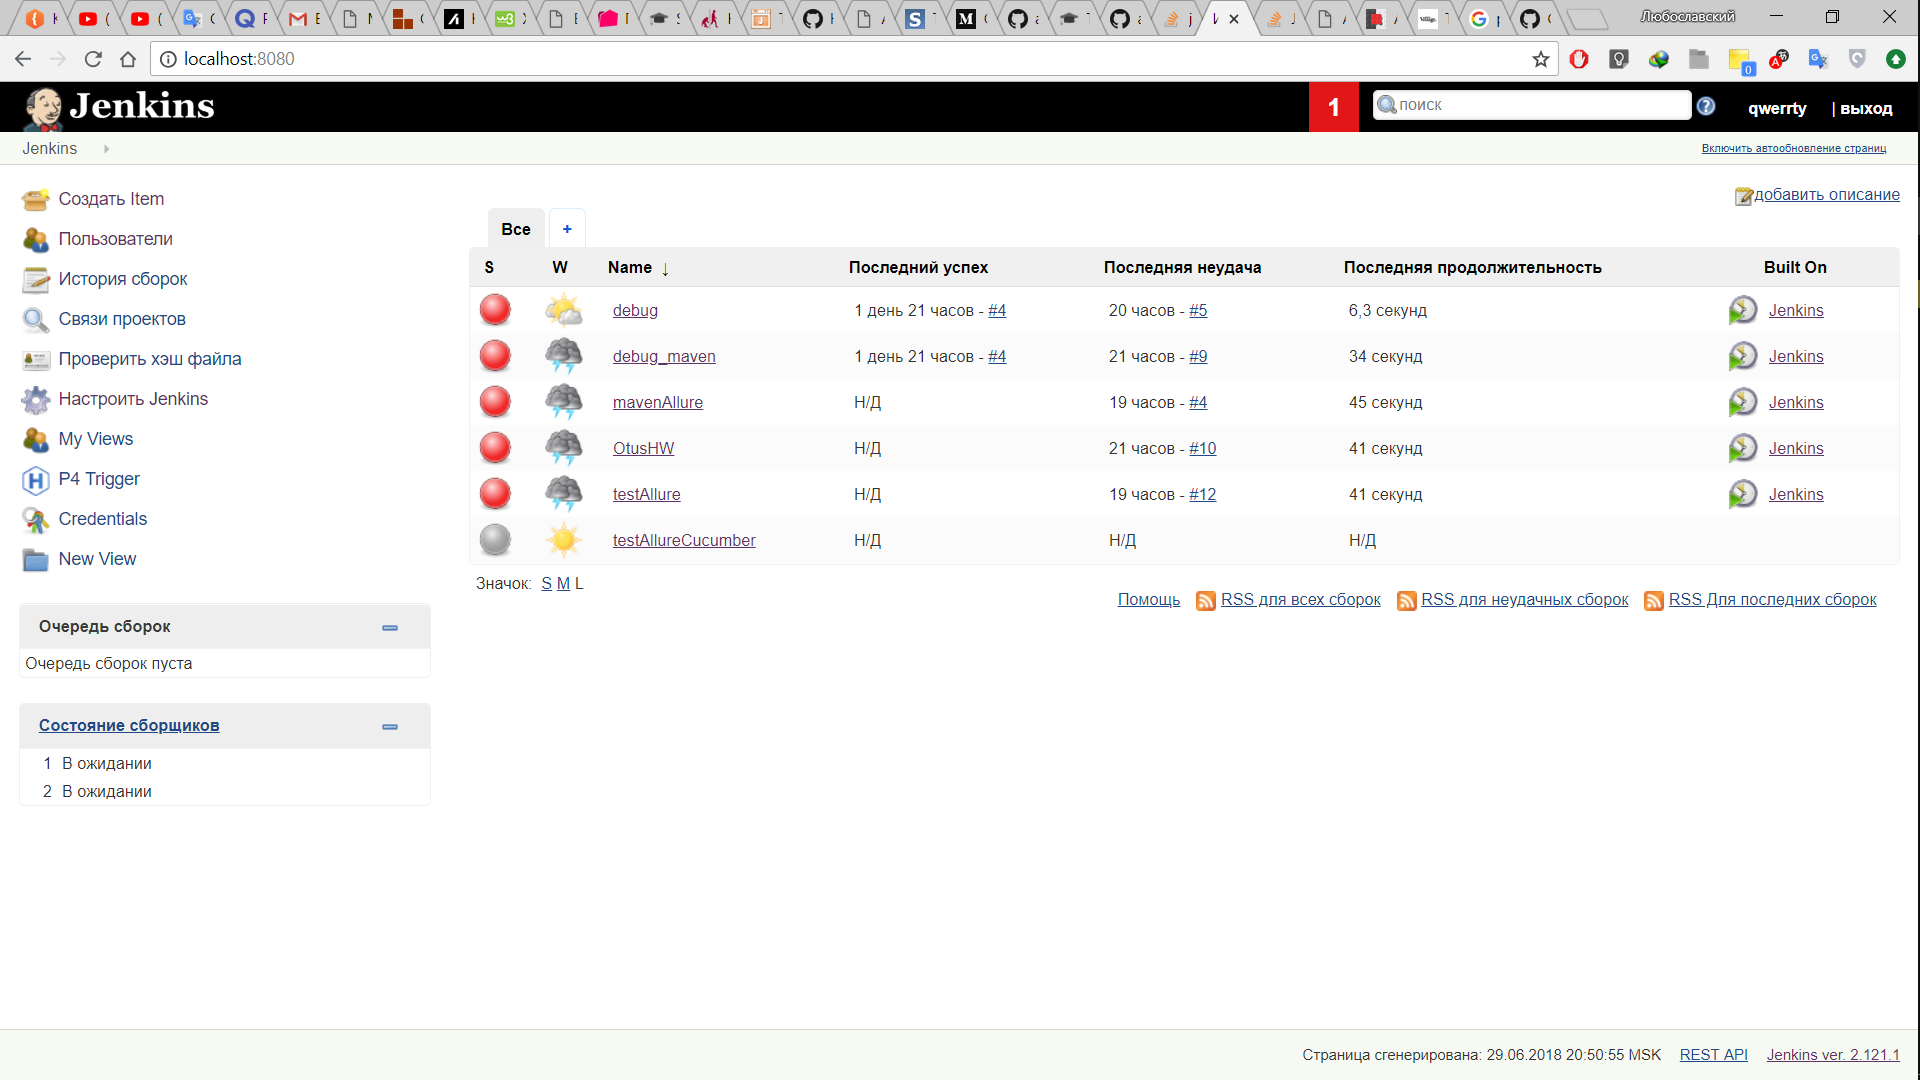 Любославский
localhost:8080
Jenkins
1
поиск
qwerrty
| выход
Jenkins
Включить автообновление страниц
добавить описание
Создать Item
Пользователи
История сборок
Связи проектов
Проверить хэш файла
Настроить Jenkins
My Views
P4 Trigger
Credentials
New View
Очередь сборок
Очередь сборок пуста
Состояние сборщиков
1 В ожидании
2 В ожидании
Все +
S W Name ↓ Последний успех Последняя неудача Последняя продолжительность Built On
debug 1 день 21 часов - #4 20 часов - #5 6,3 секунд Jenkins
debug_maven 1 день 21 часов - #4 21 часов - #9 34 секунд Jenkins
mavenAllure Н/Д 19 часов - #4 45 секунд Jenkins
OtusHW Н/Д 21 часов - #10 41 секунд Jenkins
testAllure Н/Д 19 часов - #12 41 секунд Jenkins
testAllureCucumber Н/Д Н/Д Н/Д
Значок: S M L
Помощь RSS для всех сборок RSS для неудачных сборок RSS Для последних сборок
Страница сгенерирована: 29.06.2018 20:50:55 MSK REST API Jenkins ver. 2.121.1